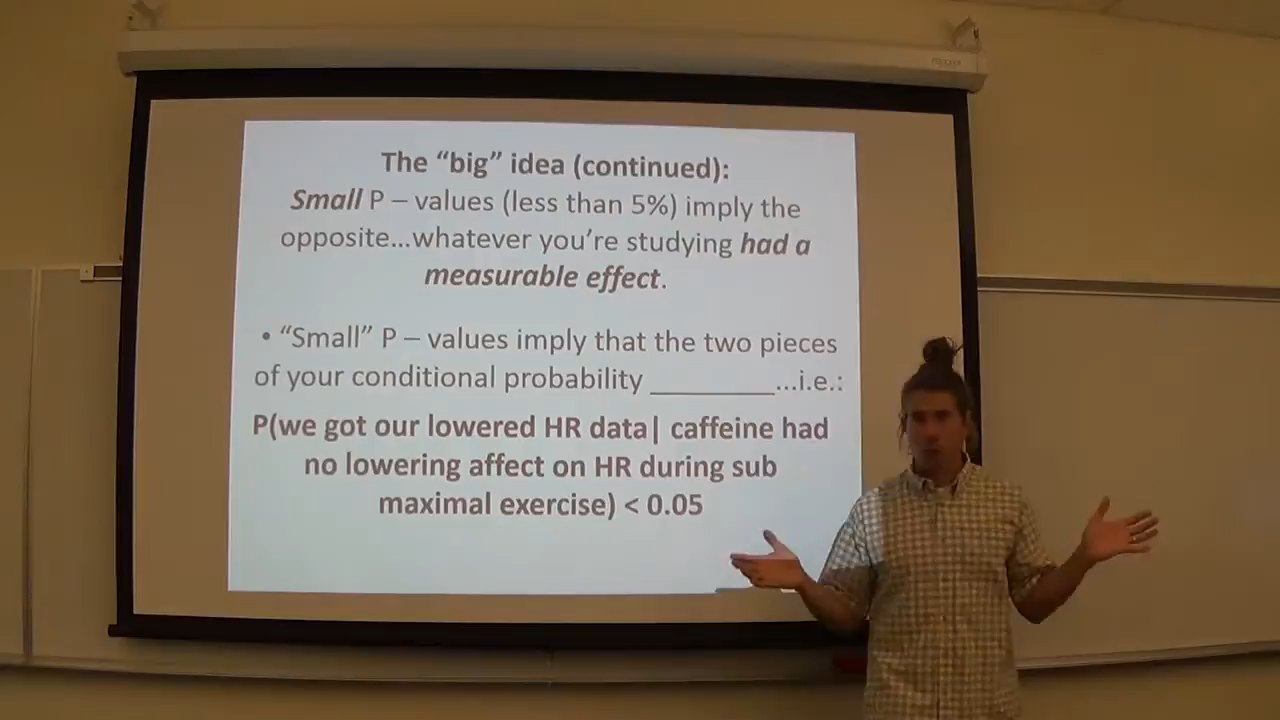 The “big” idea (continued):
Small P – values (less than 5%) imply the
opposite...whatever you’re studying had a
measurable effect.
• “Small” P – values imply that the two pieces
of your conditional probability _________...i.e.:
P(we got our lowered HR data| caffeine had
no lowering affect on HR during sub
maximal exercise) < 0.05